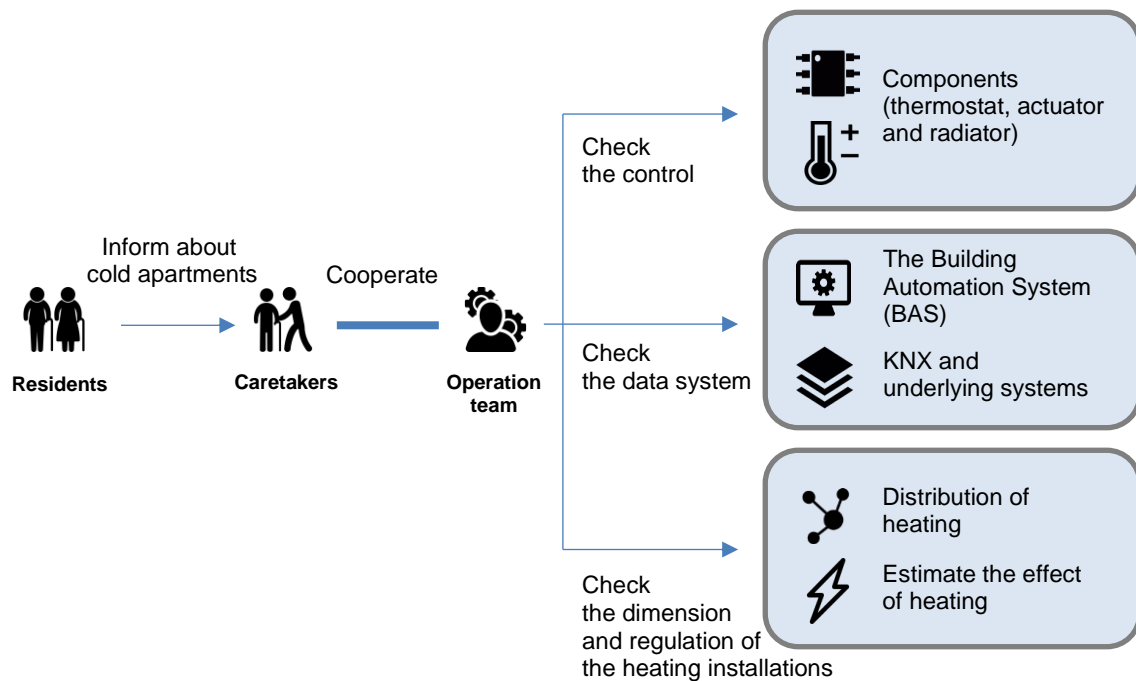 Components
(thermostat, actuator
and radiator)
Check
the control
Inform about
cold apartments
Cooperate
The Building
Automation System
(BAS)
Residents
Caretakers
Operation
team
Check
the data system
KNX and
underlying systems
Distribution of
heating
Estimate the effect
of heating
Check
the dimension
and regulation of
the heating installations